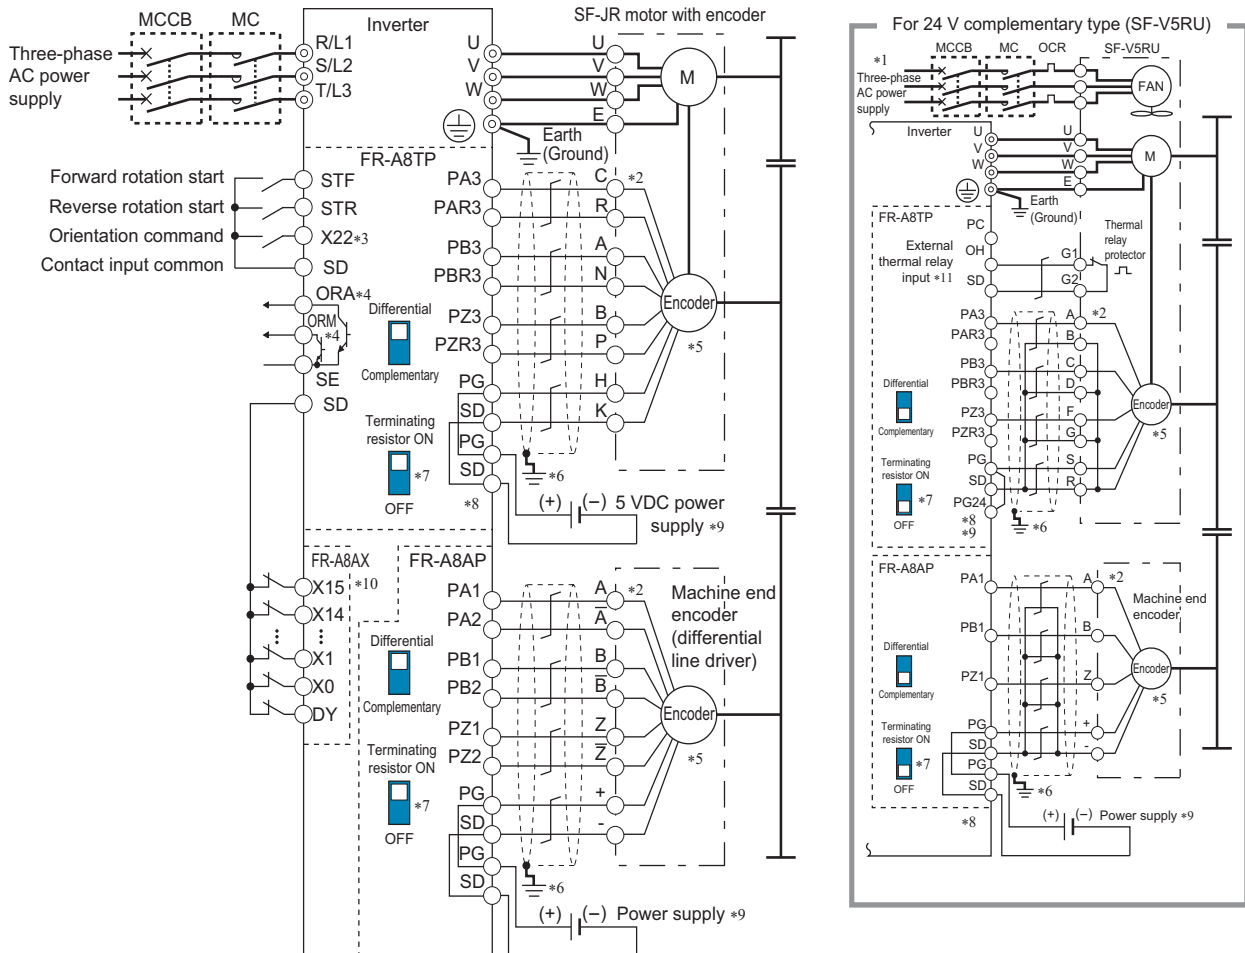 MCCB MC
Three-phase
AC power
supply
R/L1
S/L2
T/L3
Inverter
SF-JR motor with encoder
U U
V V
W W
E
M
Earth
(Ground)
FR-A8TP
Forward rotation start STF
Reverse rotation start STR
Orientation command X22*3
Contact input common SD
ORA*4
ORM
*4
SE
SD
Differential
Complementary
Terminating
resistor ON
*7
OFF
PA3 C *2
PAR3 R
PB3 A
PBR3 N
PZ3 B
PZR3 P
PG H
SD K
PG
SD
*8
Encoder
*5
*6
(+) (−) 5 VDC power
supply *9
FR-A8AX
X15 *10
X14
X1
X0
DY
FR-A8AP
Differential
Complementary
Terminating
resistor ON
*7
OFF
PA1 A *2
PA2 A̅
PB1 B
PB2 B̅
PZ1 Z
PZ2 Z̅
PG +
SD -
PG
SD
Machine end
encoder
(differential
line driver)
Encoder
*5
*6
(+) (−) Power supply *9
For 24 V complementary type (SF-V5RU)
MCCB MC OCR SF-V5RU
*1
Three-phase
AC power
supply
FAN
Inverter
U U
V V
W W
E
M
Earth
(Ground)
FR-A8TP
PC
External
thermal relay
input *11
OH G1
SD G2
Thermal
relay
protector
PA3 A *2
PAR3 B
PB3 C
PBR3 D
PZ3 F
PZR3 G
PG S
SD R
PG24
*8
*9
Differential
Complementary
Terminating
resistor ON
*7
OFF
Encoder
*5
*6
FR-A8AP
PA1 A *2
PB1 B
PZ1 Z
PG +
SD -
PG
SD
*8
Differential
Complementary
Terminating
resistor ON
*7
OFF
Machine end
encoder
Encoder
*5
*6
(+) (−) Power supply *9